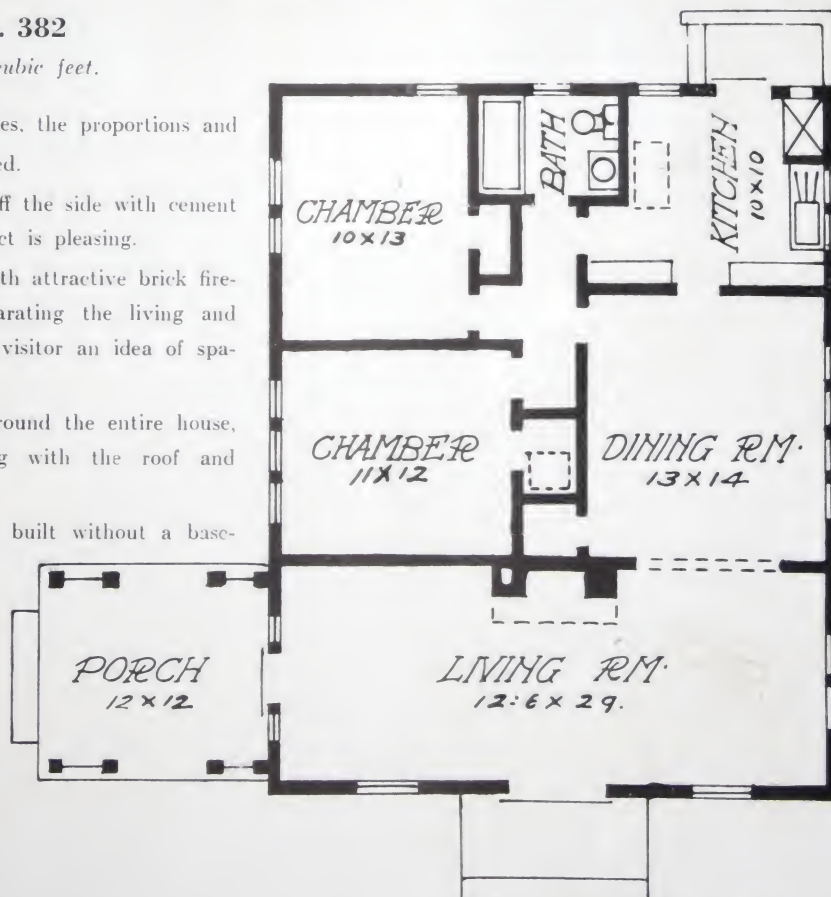 . 382
ubic feet.
es, the proportions and
ed.
ff the side with cement
ct is pleasing.
th attractive brick fire-
arating the living and
visitor an idea of spa-
round the entire house,
g with the roof and
built without a base-
CHAMBER
10 X 13
BATH
KITCHEN
10 X 10
CHAMBER
11 X 12
DINING RM.
13 X 14
PORCH
12 X 12
LIVING RM.
12:6 X 29.